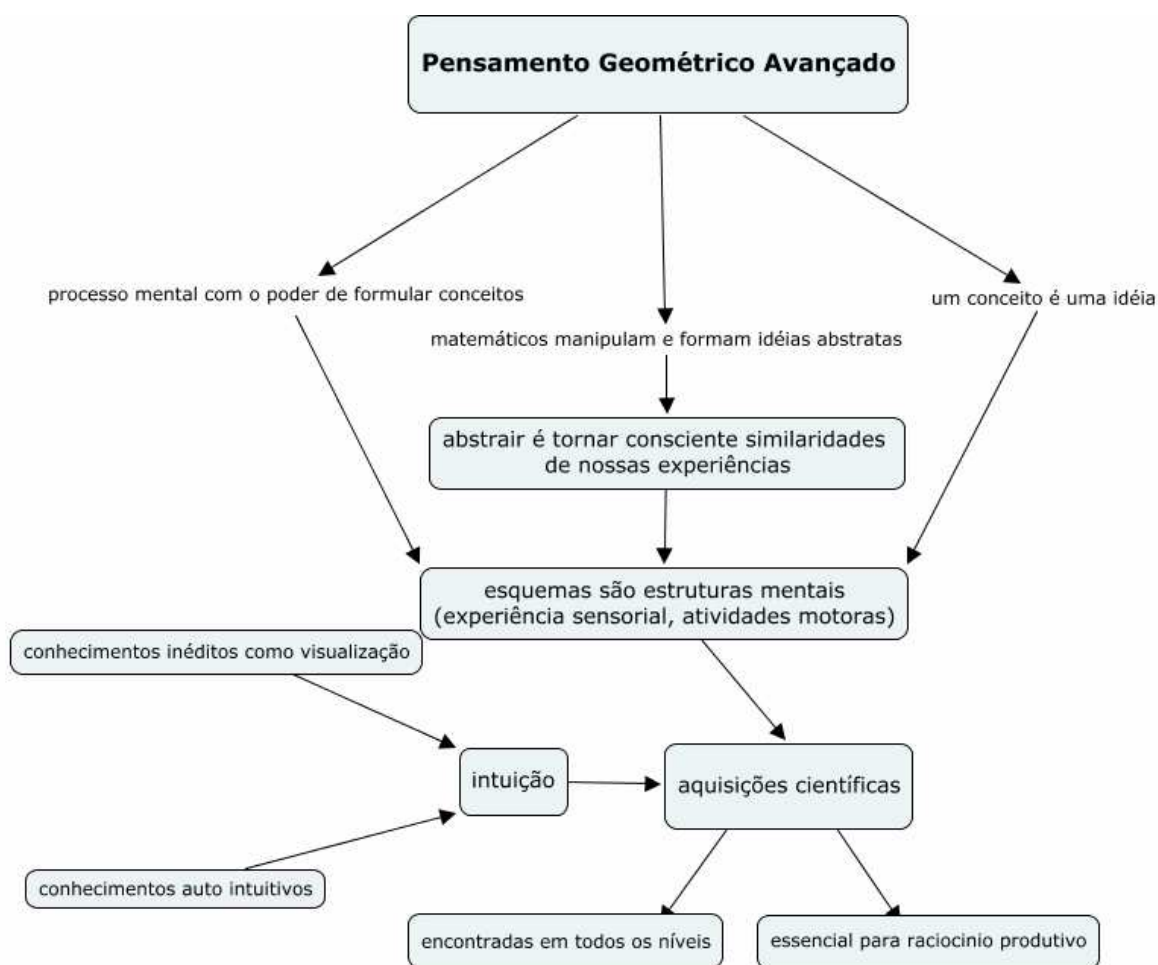 Pensamento Geométrico Avançado
processo mental com o poder de formular conceitos
um conceito é uma idéia
matemáticos manipulam e formam idéias abstratas
abstrair é tornar consciente similaridades
de nossas experiências
esquemas são estruturas mentais
(experiência sensorial, atividades motoras)
conhecimentos inéditos como visualização
intuição
aquisições científicas
conhecimentos auto intuitivos
encontradas em todos os níveis
essencial para raciocinio produtivo